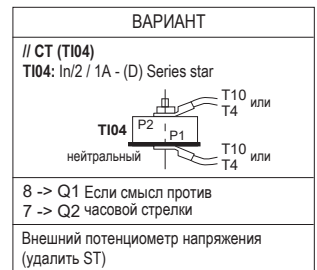 ВАРИАНТ
// CT (TI04)
TI04: In/2 / 1A - (D) Series star
T10
T4 или
P2
TI04
P1
нейтральный
T10
T4 или
8 -> Q1 Если смысл против
7 -> Q2 часовой стрелки
Внешний потенциометр напряжения
(удалить ST)